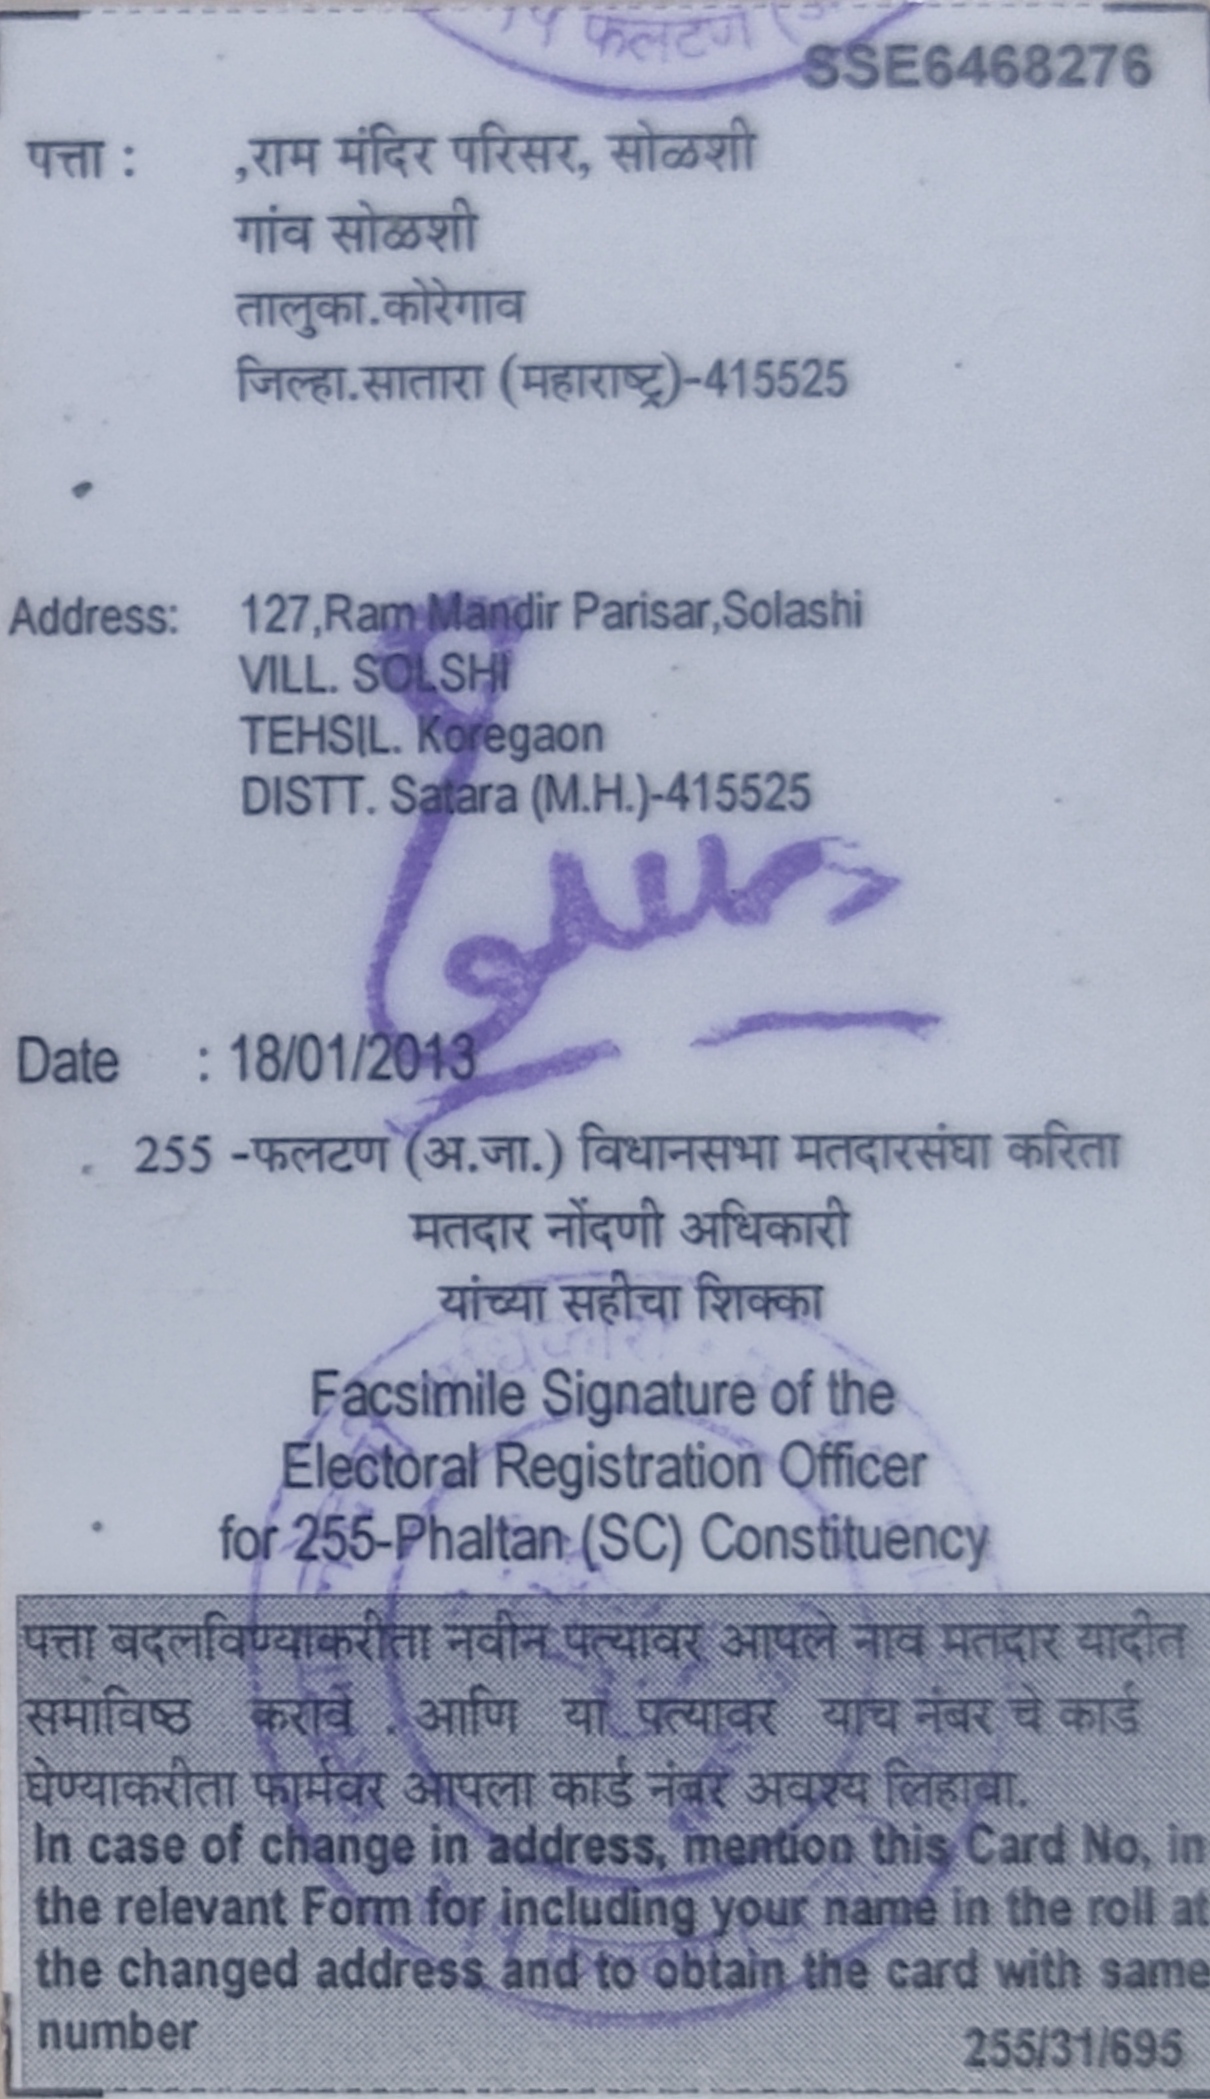 १५ फलटण (अ
SSE6468276
पत्ता : ,राम मंदिर परिसर, सोळशी
गांव सोळशी
तालुका.कोरेगाव
जिल्हा.सातारा (महाराष्ट्र)-415525
Address: 127,Ram Mandir Parisar,Solashi
VILL. SOLSHI
TEHSIL. Koregaon
DISTT. Satara (M.H.)-415525
Date : 18/01/2013
255 -फलटण (अ.जा.) विधानसभा मतदारसंघा करिता
मतदार नोंदणी अधिकारी
यांच्या सहीचा शिक्का
Facsimile Signature of the
Electoral Registration Officer
for 255-Phaltan (SC) Constituency
पत्ता बदलविण्याकरीता नवीन पत्यावर आपले नाव मतदार यादीत
समाविष्ठ करावे . आणि या पत्यावर याच नंबर चे कार्ड
घेण्याकरीता फार्मवर आपला कार्ड नंबर अवश्य लिहावा.
In case of change in address, mention this Card No, in
the relevant Form for including your name in the roll at
the changed address and to obtain the card with same
number
255/31/695